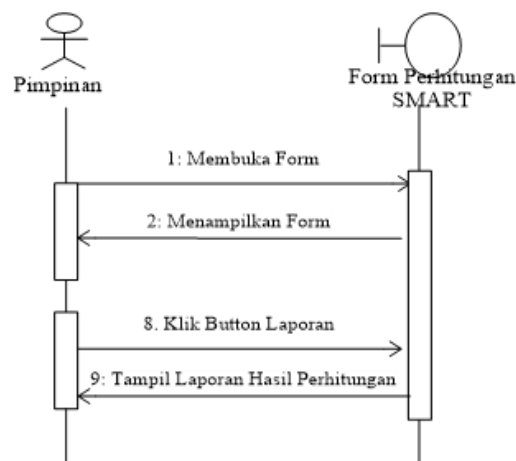 Pimpinan
Form Perhitungan
SMART
1: Membuka Form
2: Menampilkan Form
8. Klik Button Laporan
9: Tampil Laporan Hasil Perhitungan